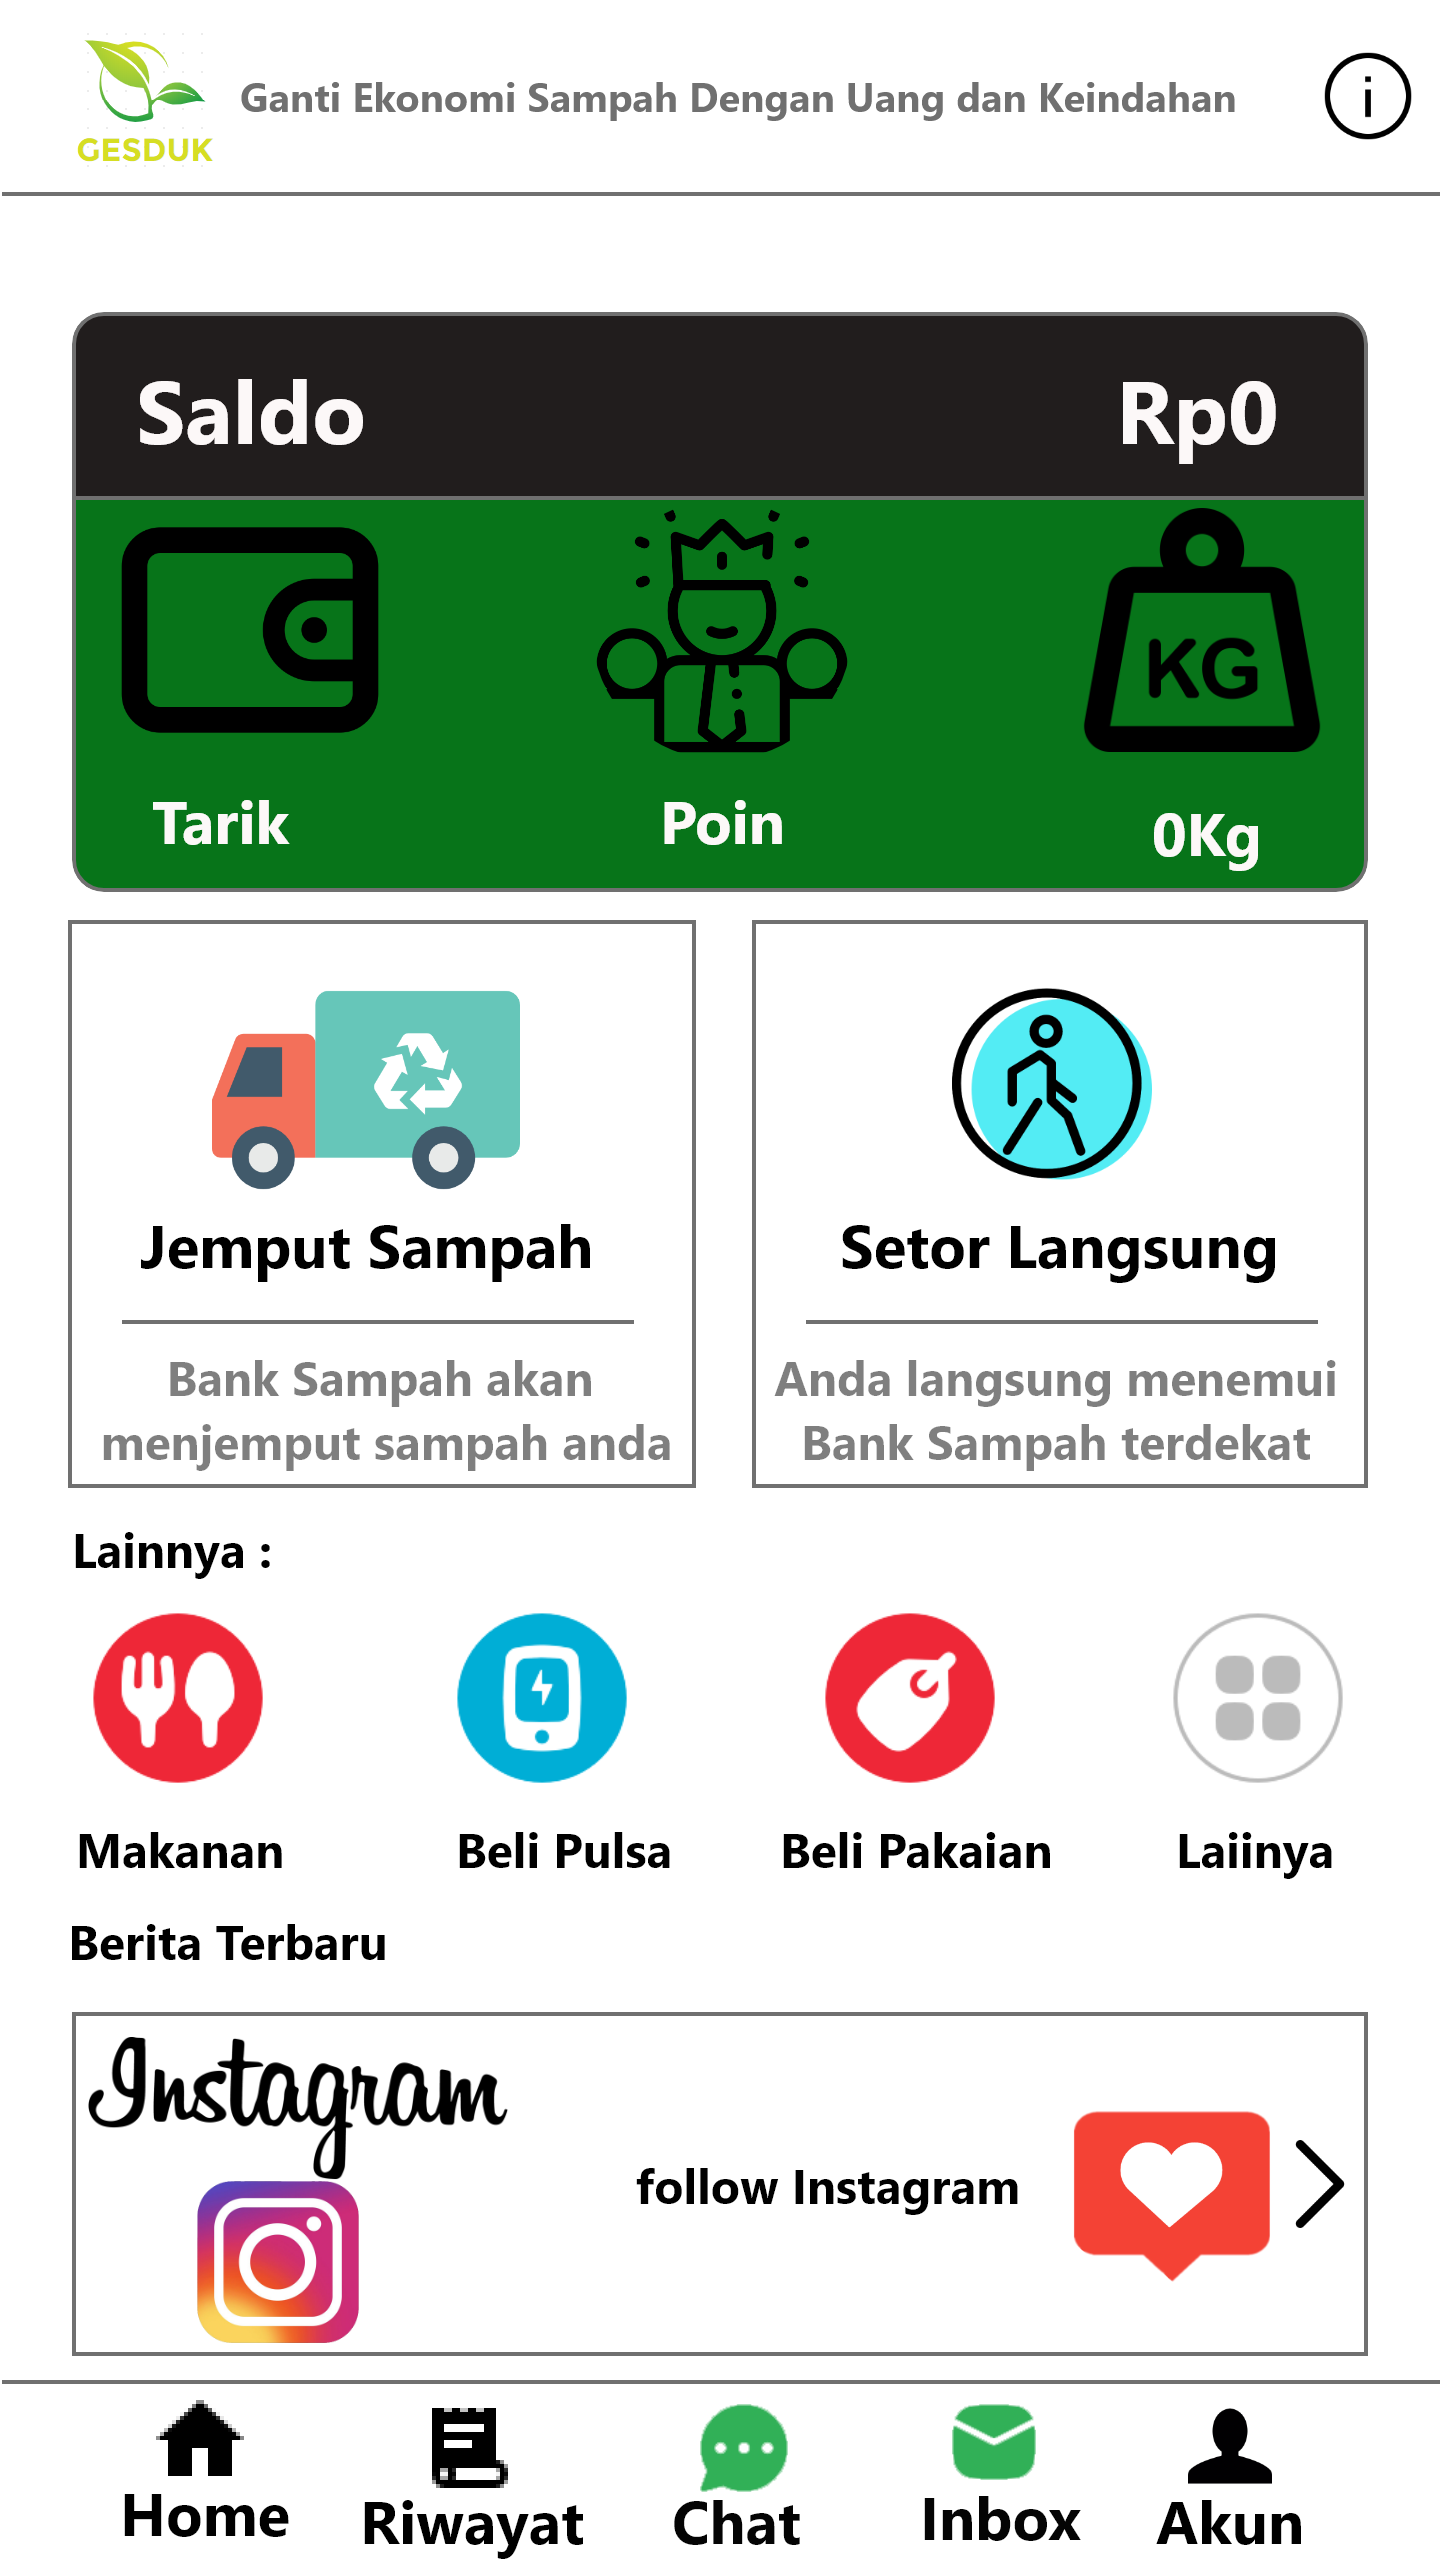 GESDUK
Ganti Ekonomi Sampah Dengan Uang dan Keindahan
i
Saldo
Rp0
KG
Tarik
Poin
0Kg
Jemput Sampah
Bank Sampah akan
menjemput sampah anda
Setor Langsung
Anda langsung menemui
Bank Sampah terdekat
Lainnya :
Makanan
Beli Pulsa
Beli Pakaian
Laiinya
Berita Terbaru
Instagram
follow Instagram
Home
Riwayat
Chat
Inbox
Akun